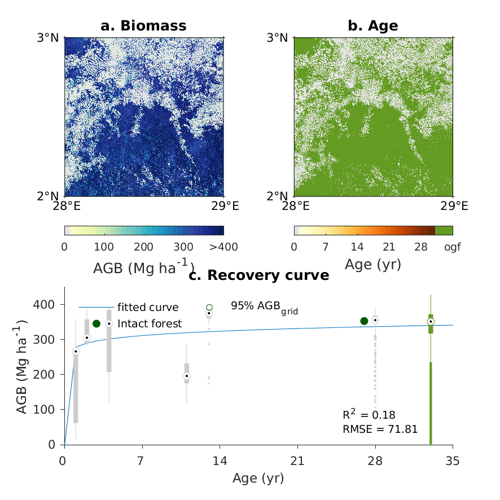 a. Biomass
b. Age
3°N
2°N
28°E
29°E
3°N
2°N
28°E
29°E
0 100 200 300 >400
AGB (Mg ha⁻¹)
0 7 14 21 28 ogf
Age (yr)
c. Recovery curve
fitted curve
Intact forest
95% AGB_grid
400
300
200
100
0
AGB (Mg ha⁻¹)
R² = 0.18
RMSE = 71.81
0 7 14 21 28 35
Age (yr)